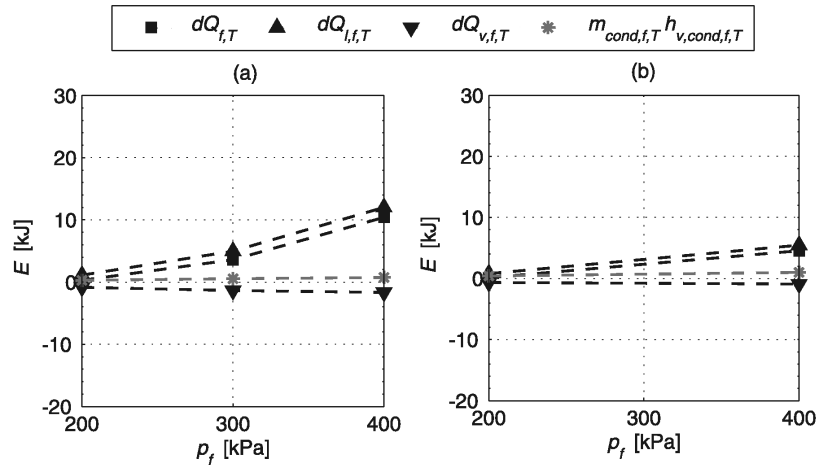 dQ_{f,T} dQ_{l,f,T} dQ_{v,f,T} m_{cond,f,T} h_{v,cond,f,T}
(a) (b)
30
20
10
0
-10
-20
E [kJ]
200 300 400
p_f [kPa]
30
20
10
0
-10
-20
E [kJ]
200 300 400
p_f [kPa]